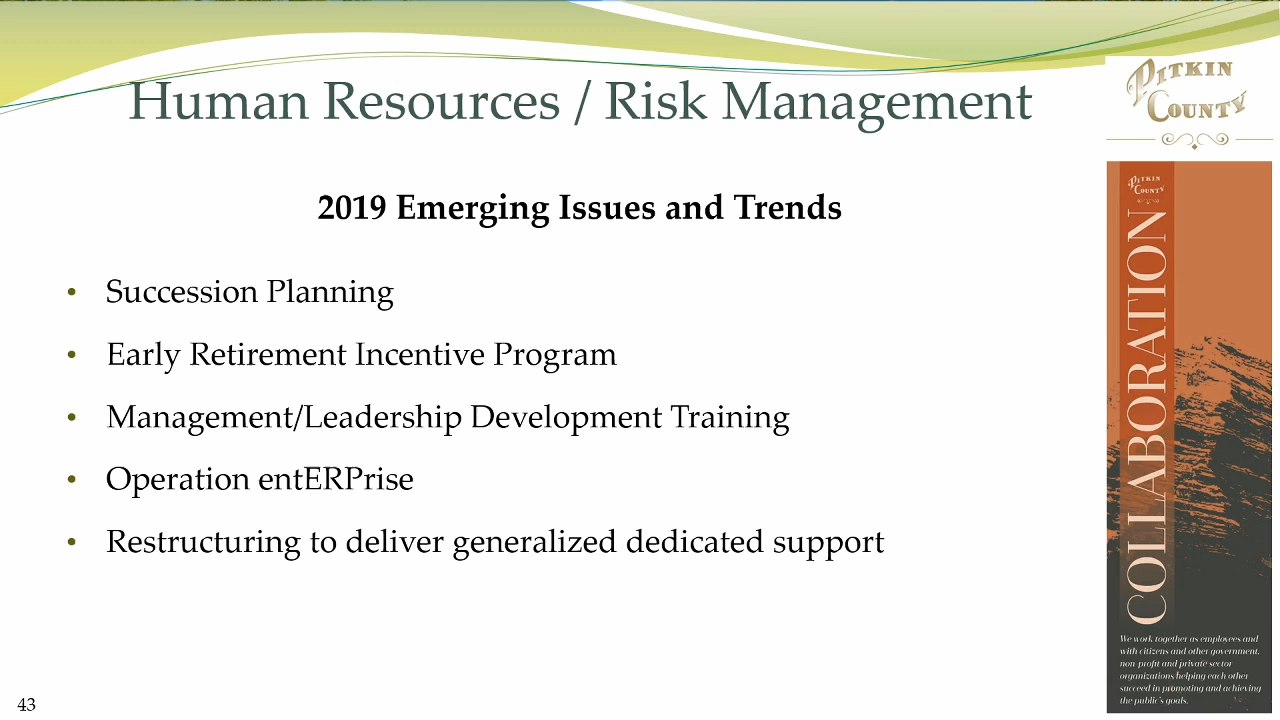 Human Resources / Risk Management
PITKIN
COUNTY
2019 Emerging Issues and Trends
• Succession Planning
• Early Retirement Incentive Program
• Management/Leadership Development Training
• Operation entERPrise
• Restructuring to deliver generalized dedicated support
PITKIN
COUNTY
COLLABORATION
We work together as employees and
with citizens and other government,
non-profit and private sector
organizations helping each other
succeed in promoting and achieving
the public's goals.
43